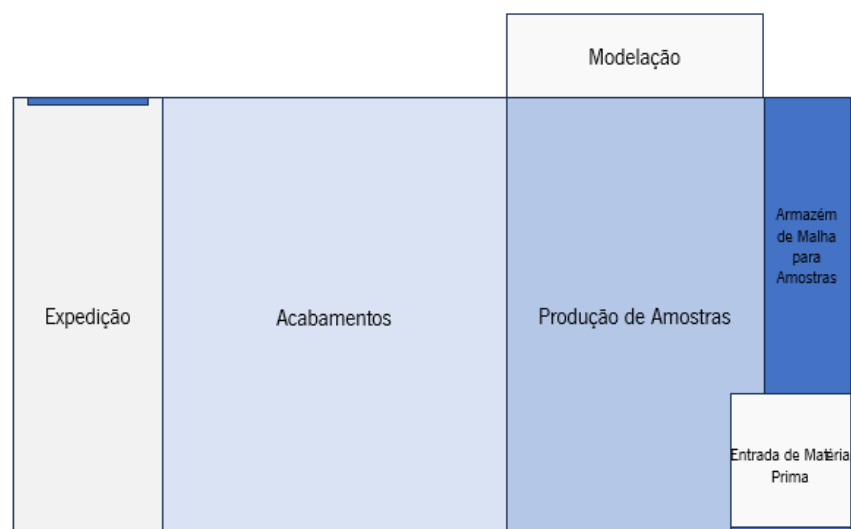 Modelação
Armazém
de Malha
para
Amostras
Expedição
Acabamentos
Produção de Amostras
Entrada de Matéria
Prima